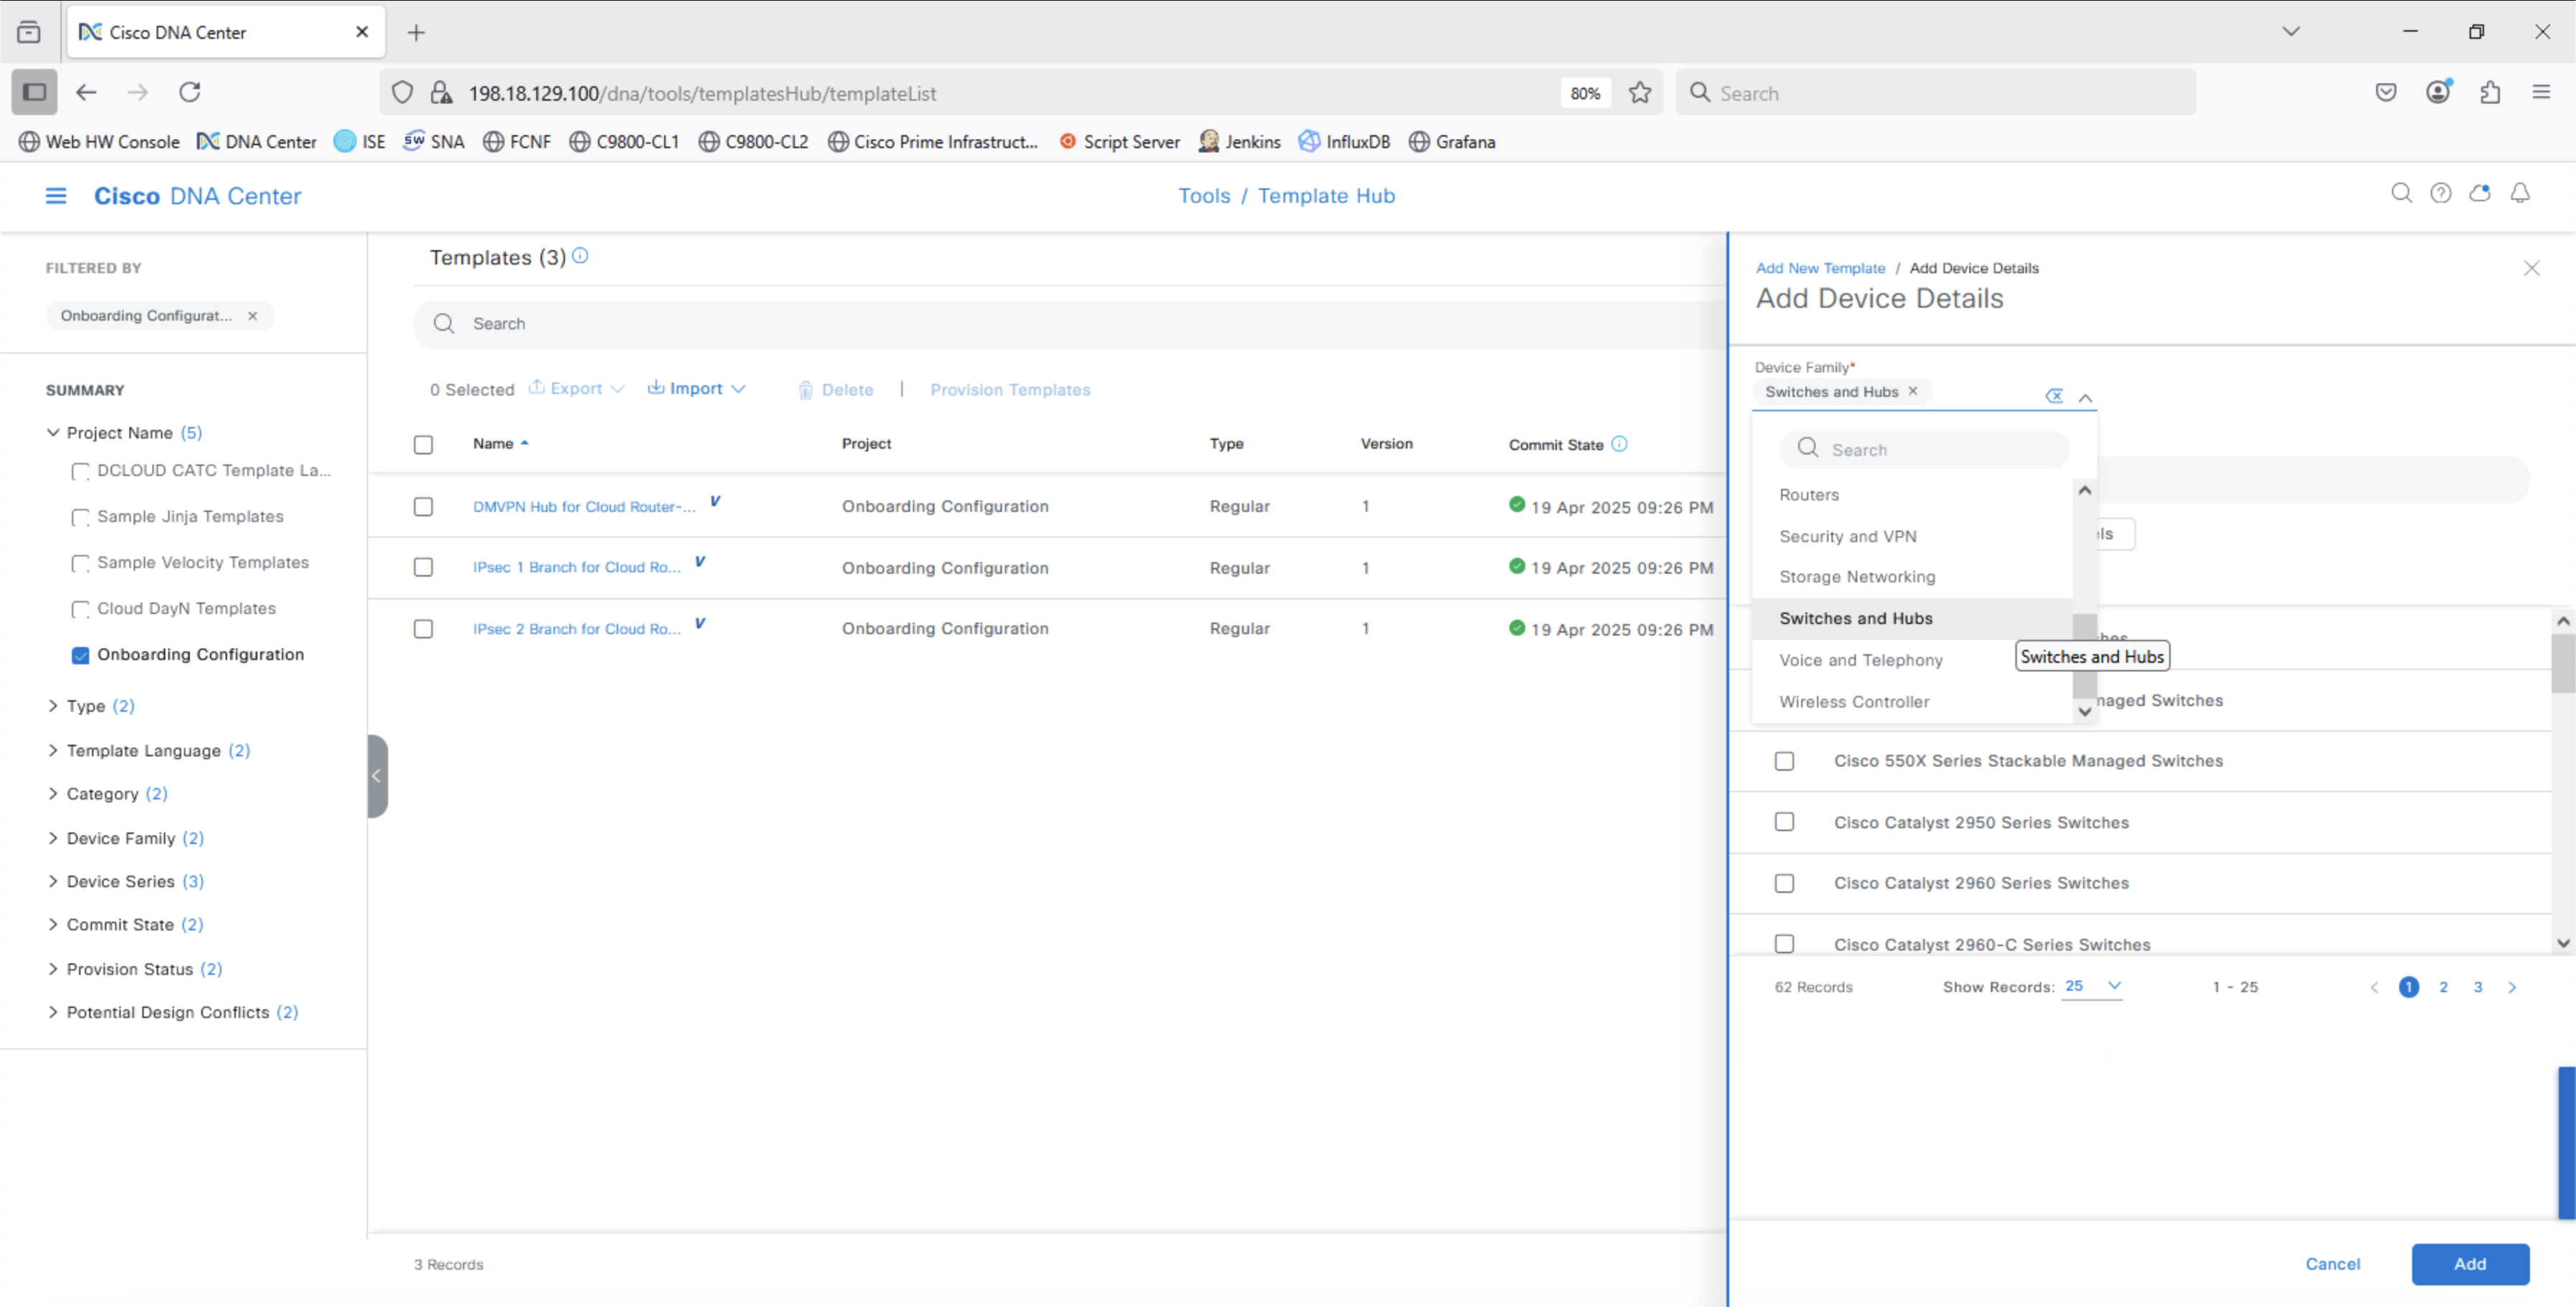 Cisco DNA Center
198.18.129.100/dna/tools/templatesHub/templateList
80%
Search
Web HW Console
DNA Center
ISE
SNA
FCNF
C9800-CL1
C9800-CL2
Cisco Prime Infrastruct...
Script Server
Jenkins
InfluxDB
Grafana
Cisco DNA Center
Tools / Template Hub
FILTERED BY
Onboarding Configurat...
SUMMARY
Project Name (5)
DCLOUD CATC Template La...
Sample Jinja Templates
Sample Velocity Templates
Cloud DayN Templates
Onboarding Configuration
Type (2)
Template Language (2)
Category (2)
Device Family (2)
Device Series (3)
Commit State (2)
Provision Status (2)
Potential Design Conflicts (2)
Templates (3)
Search
0 Selected Export Import Delete | Provision Templates
Name Project Type Version Commit State
DMVPN Hub for Cloud Router-... V Onboarding Configuration Regular 1 19 Apr 2025 09:26 PM
IPsec 1 Branch for Cloud Ro... V Onboarding Configuration Regular 1 19 Apr 2025 09:26 PM
IPsec 2 Branch for Cloud Ro... V Onboarding Configuration Regular 1 19 Apr 2025 09:26 PM
3 Records
Add New Template / Add Device Details
Add Device Details
Device Family*
Switches and Hubs
Search
Routers
Security and VPN
Storage Networking
Switches and Hubs
Voice and Telephony
Wireless Controller
Switches and Hubs
Switches
Cisco 550X Series Stackable Managed Switches
Cisco Catalyst 2950 Series Switches
Cisco Catalyst 2960 Series Switches
Cisco Catalyst 2960-C Series Switches
62 Records
Show Records: 25
1 - 25
1 2 3
Cancel
Add